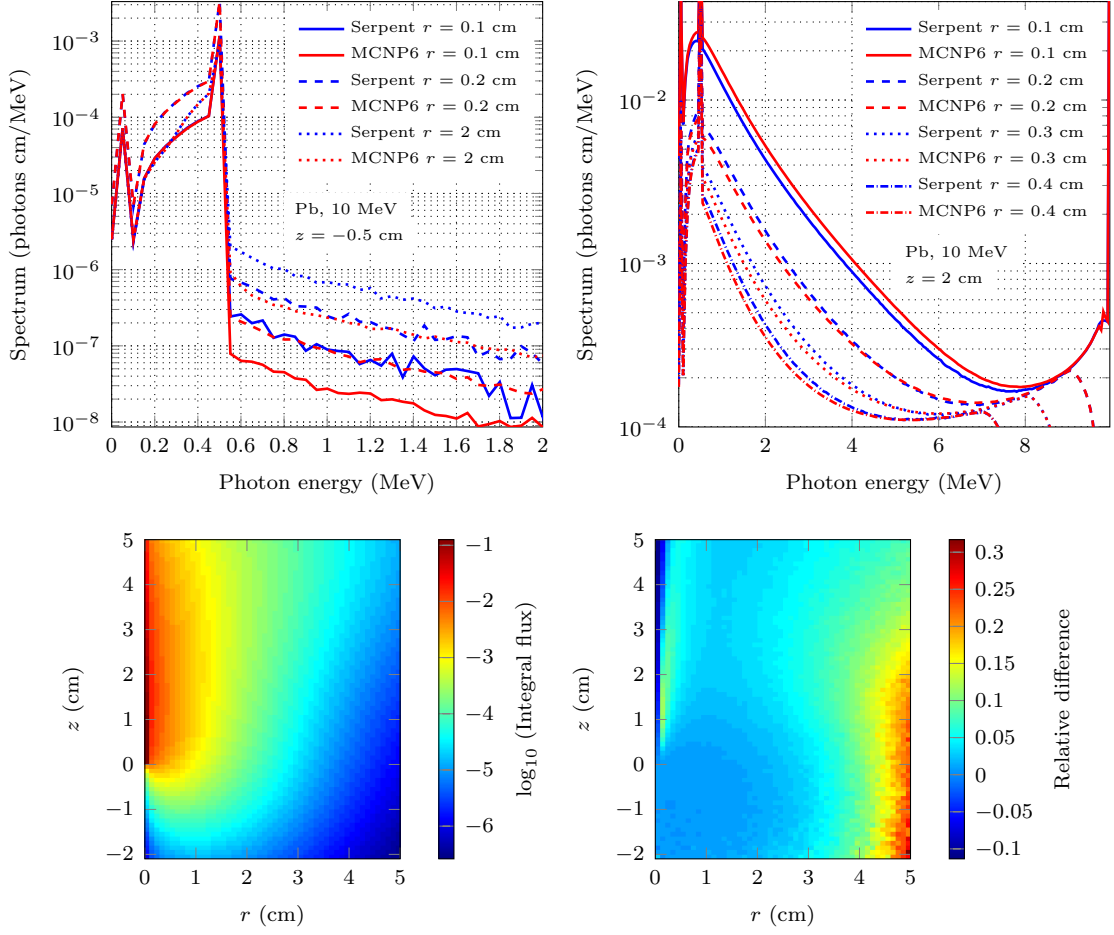 10⁻³
10⁻⁴
10⁻⁵
10⁻⁶
10⁻⁷
10⁻⁸
Spectrum (photons cm/MeV)
Serpent r = 0.1 cm
MCNP6 r = 0.1 cm
Serpent r = 0.2 cm
MCNP6 r = 0.2 cm
Serpent r = 2 cm
MCNP6 r = 2 cm
Pb, 10 MeV
z = −0.5 cm
0 0.2 0.4 0.6 0.8 1 1.2 1.4 1.6 1.8 2
Photon energy (MeV)
10⁻²
10⁻³
10⁻⁴
Spectrum (photons cm/MeV)
Serpent r = 0.1 cm
MCNP6 r = 0.1 cm
Serpent r = 0.2 cm
MCNP6 r = 0.2 cm
Serpent r = 0.3 cm
MCNP6 r = 0.3 cm
Serpent r = 0.4 cm
MCNP6 r = 0.4 cm
Pb, 10 MeV
z = 2 cm
0 2 4 6 8
Photon energy (MeV)
5
4
3
2
1
0
−1
−2
z (cm)
0 1 2 3 4 5
r (cm)
−1
−2
−3
−4
−5
−6
log₁₀ (Integral flux)
5
4
3
2
1
0
−1
−2
z (cm)
0 1 2 3 4 5
r (cm)
0.3
0.25
0.2
0.15
0.1
0.05
0
−0.05
−0.1
Relative difference